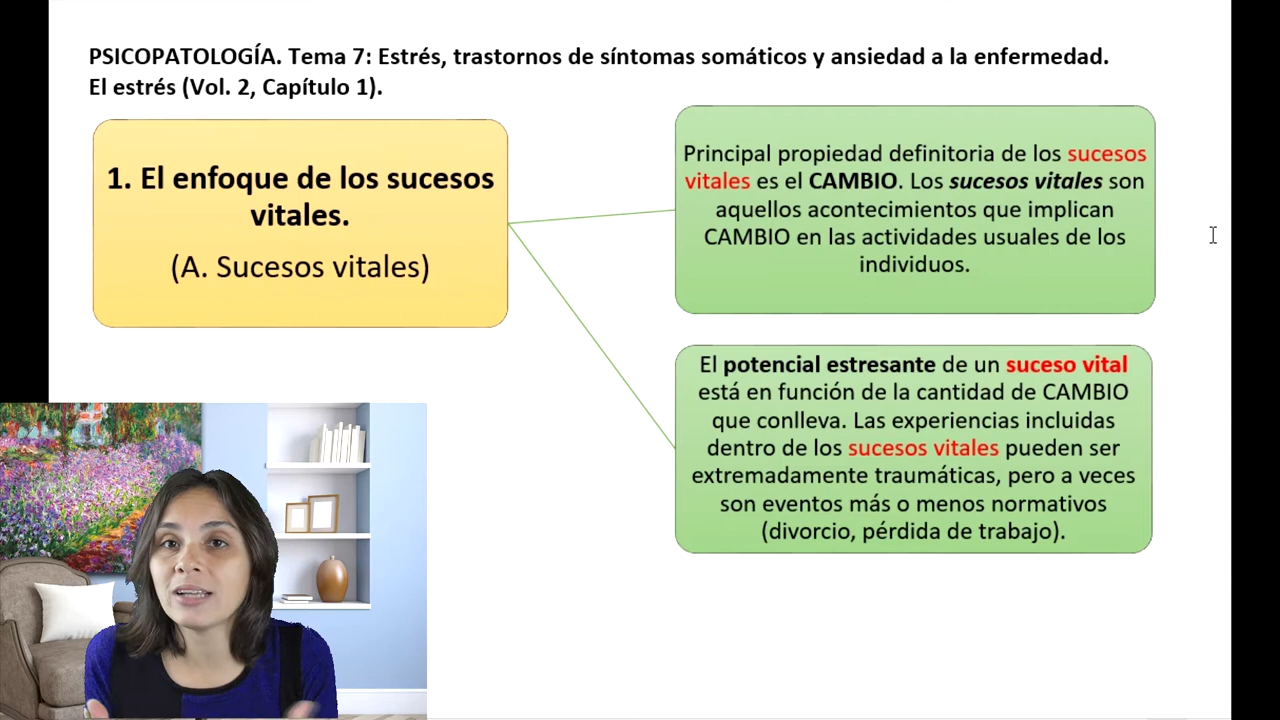 PSICOPATOLOGÍA. Tema 7: Estrés, trastornos de síntomas somáticos y ansiedad a la enfermedad.
El estrés (Vol. 2, Capítulo 1).
1. El enfoque de los sucesos
vitales.
(A. Sucesos vitales)
Principal propiedad definitoria de los sucesos
vitales es el CAMBIO. Los sucesos vitales son
aquellos acontecimientos que implican
CAMBIO en las actividades usuales de los
individuos.
El potencial estresante de un suceso vital
está en función de la cantidad de CAMBIO
que conlleva. Las experiencias incluidas
dentro de los sucesos vitales pueden ser
extremadamente traumáticas, pero a veces
son eventos más o menos normativos
(divorcio, pérdida de trabajo).